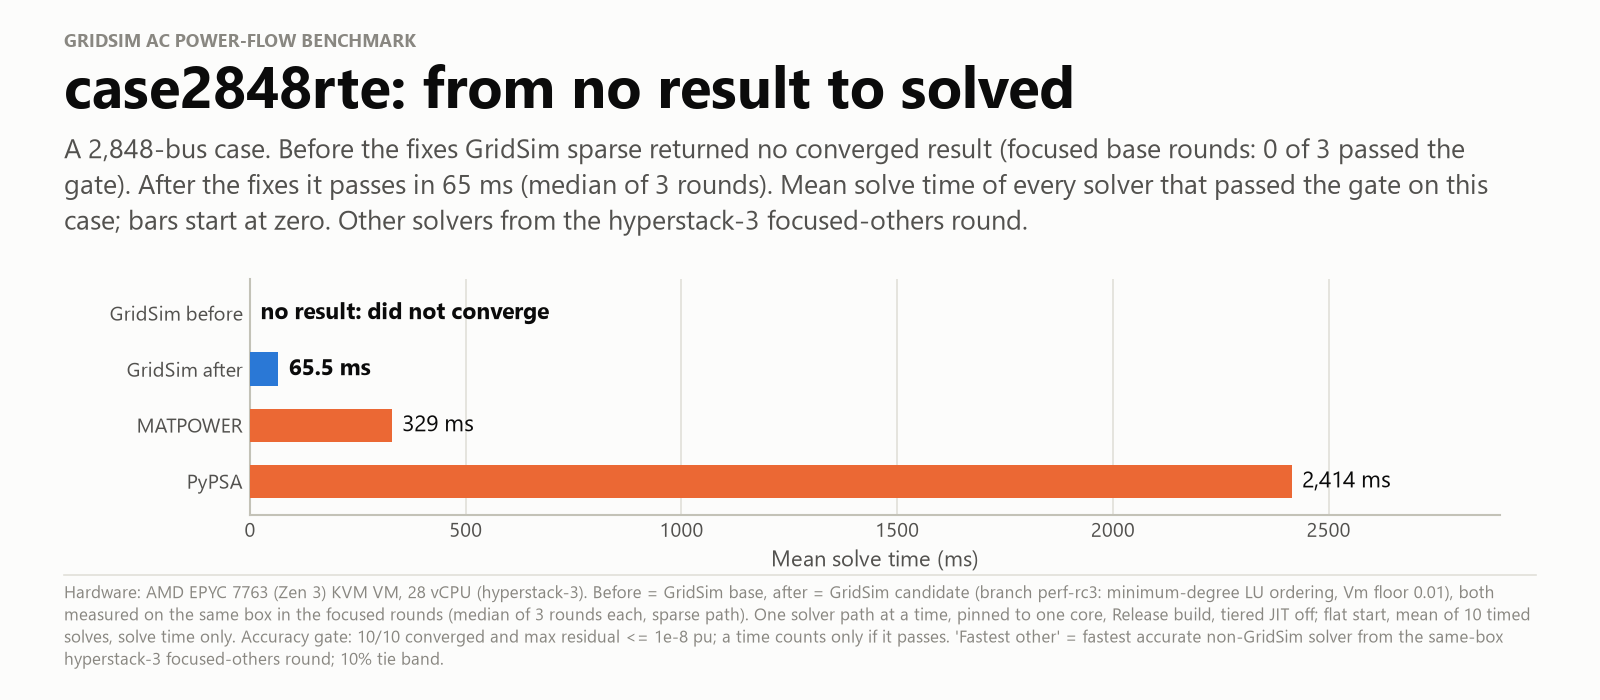 GRIDSIM AC POWER-FLOW BENCHMARK
case2848rte: from no result to solved
A 2,848-bus case. Before the fixes GridSim sparse returned no converged result (focused base rounds: 0 of 3 passed the
gate). After the fixes it passes in 65 ms (median of 3 rounds). Mean solve time of every solver that passed the gate on this
case; bars start at zero. Other solvers from the hyperstack-3 focused-others round.
GridSim before no result: did not converge
GridSim after 65.5 ms
MATPOWER 329 ms
PyPSA 2,414 ms
0 500 1000 1500 2000 2500
Mean solve time (ms)
Hardware: AMD EPYC 7763 (Zen 3) KVM VM, 28 vCPU (hyperstack-3). Before = GridSim base, after = GridSim candidate (branch perf-rc3: minimum-degree LU ordering, Vm floor 0.01), both
measured on the same box in the focused rounds (median of 3 rounds each, sparse path). One solver path at a time, pinned to one core, Release build, tiered JIT off; flat start, mean of 10 timed
solves, solve time only. Accuracy gate: 10/10 converged and max residual <= 1e-8 pu; a time counts only if it passes. 'Fastest other' = fastest accurate non-GridSim solver from the same-box
hyperstack-3 focused-others round; 10% tie band.